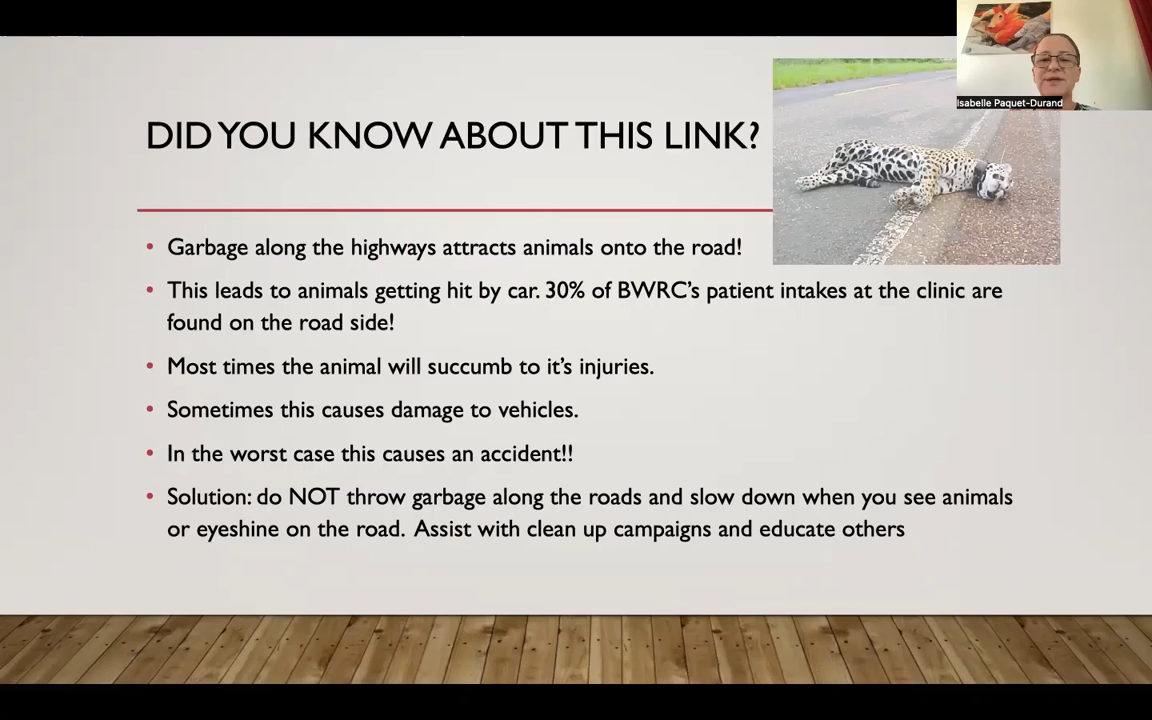 Isabelle Paquet-Durand
DID YOU KNOW ABOUT THIS LINK?
• Garbage along the highways attracts animals onto the road!
• This leads to animals getting hit by car. 30% of BWRC’s patient intakes at the clinic are
found on the road side!
• Most times the animal will succumb to it’s injuries.
• Sometimes this causes damage to vehicles.
• In the worst case this causes an accident!!
• Solution: do NOT throw garbage along the roads and slow down when you see animals
or eyeshine on the road. Assist with clean up campaigns and educate others